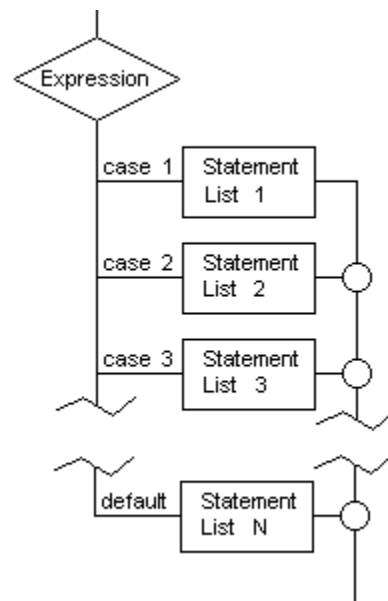 Expression
case 1
Statement
List 1
case 2
Statement
List 2
case 3
Statement
List 3
default
Statement
List N